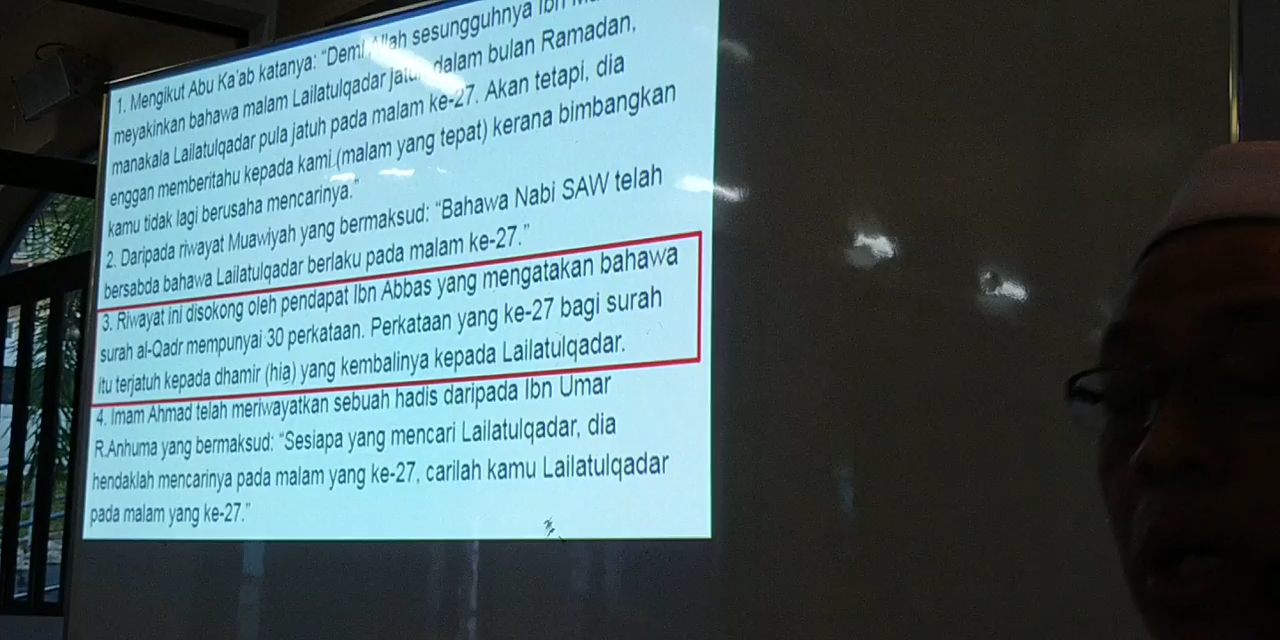 1. Mengikut Abu Ka'ab katanya: "Demi Allah sesungguhnya Ibn
meyakinkan bahawa malam Lailatulqadar jatuh dalam bulan Ramadan,
manakala Lailatulqadar pula jatuh pada malam ke-27. Akan tetapi, dia
enggan memberitahu kepada kami (malam yang tepat) kerana bimbangkan
kamu tidak lagi berusaha mencarinya."
2. Daripada riwayat Muawiyah yang bermaksud: "Bahawa Nabi SAW telah
bersabda bahawa Lailatulqadar berlaku pada malam ke-27."
3. Riwayat ini disokong oleh pendapat Ibn Abbas yang mengatakan bahawa
surah al-Qadr mempunyai 30 perkataan. Perkataan yang ke-27 bagi surah
itu terjatuh kepada dhamir (hia) yang kembalinya kepada Lailatulqadar.
4. Imam Ahmad telah meriwayatkan sebuah hadis daripada Ibn Umar
R.Anhuma yang bermaksud: "Sesiapa yang mencari Lailatulqadar, dia
hendaklah mencarinya pada malam yang ke-27, carilah kamu Lailatulqadar
pada malam yang ke-27."